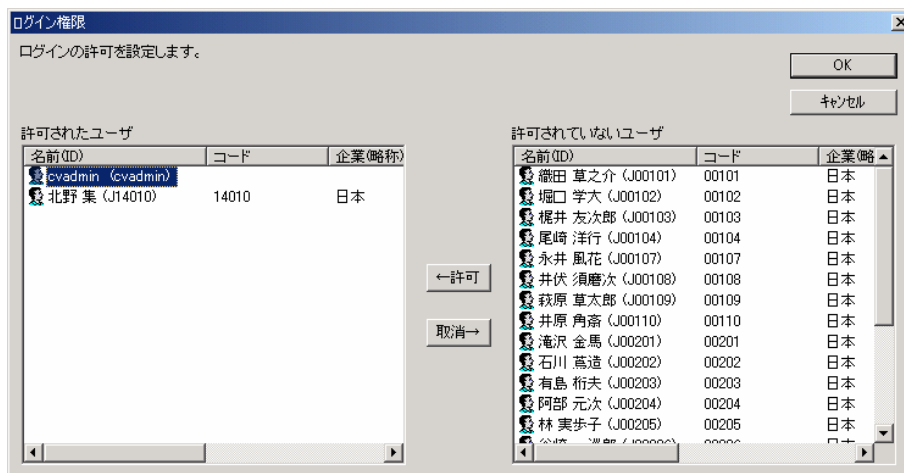 ログイン権限
ログインの許可を設定します。
OK
キャンセル
許可されたユーザ
名前(ID) コード 企業(略称)
cvadmin (cvadmin)
北野 集 (J14010) 14010 日本
←許可
取消→
許可されていないユーザ
名前(ID) コード 企業(略
織田 草之介 (J00101) 00101 日本
堀口 学大 (J00102) 00102 日本
梶井 友次郎 (J00103) 00103 日本
尾崎 洋行 (J00104) 00104 日本
永井 風花 (J00107) 00107 日本
井伏 須磨次 (J00108) 00108 日本
萩原 草太郎 (J00109) 00109 日本
井原 角斎 (J00110) 00110 日本
滝沢 金馬 (J00201) 00201 日本
石川 蔦造 (J00202) 00202 日本
有島 桁夫 (J00203) 00203 日本
阿部 元次 (J00204) 00204 日本
林 実歩子 (J00205) 00205 日本